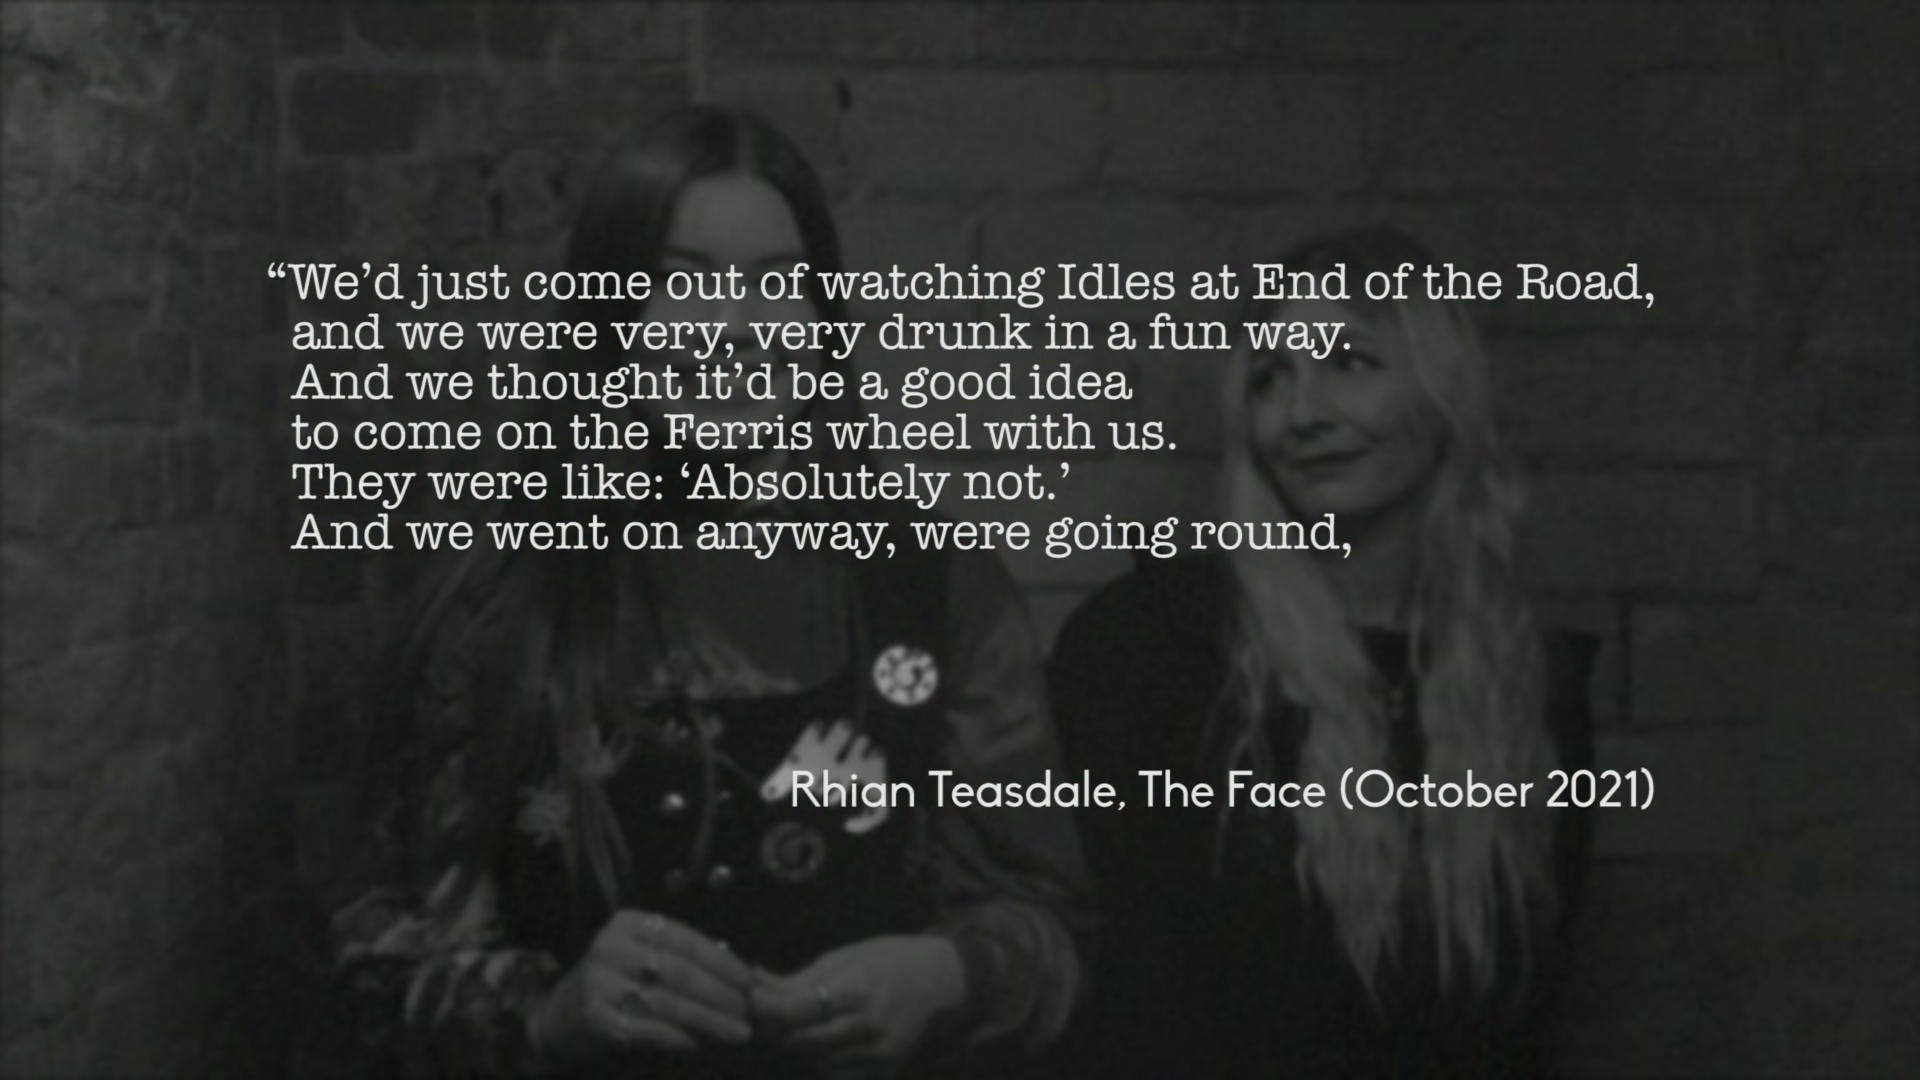 “We’d just come out of watching Idles at End of the Road,
and we were very, very drunk in a fun way.
And we thought it’d be a good idea
to come on the Ferris wheel with us.
They were like: ‘Absolutely not.’
And we went on anyway, were going round,
Rhian Teasdale, The Face (October 2021)